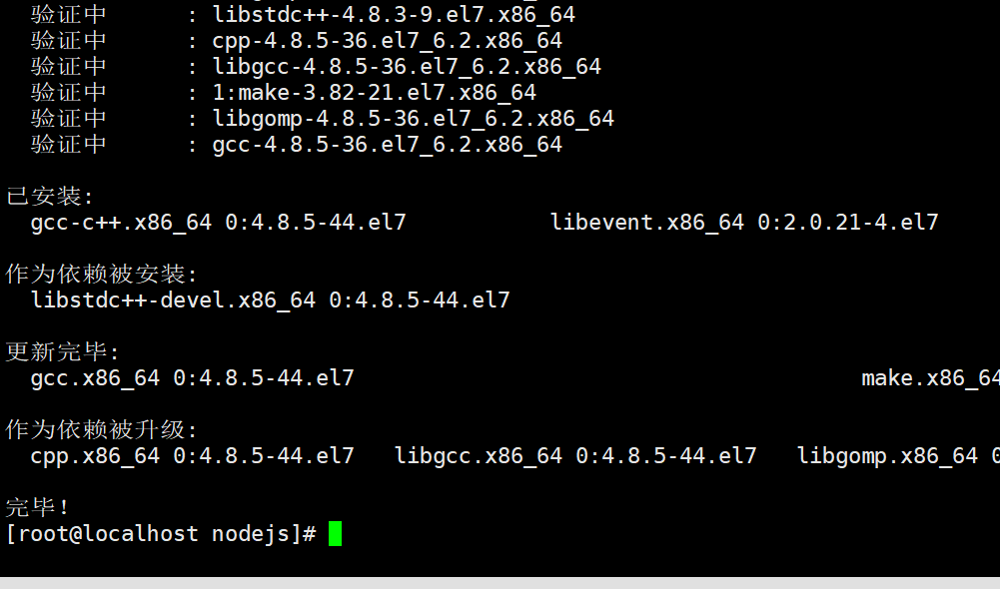 验证中 : libstdc++-4.8.3-9.el7.x86_64
验证中 : cpp-4.8.5-36.el7_6.2.x86_64
验证中 : libgcc-4.8.5-36.el7_6.2.x86_64
验证中 : 1:make-3.82-21.el7.x86_64
验证中 : libgomp-4.8.5-36.el7_6.2.x86_64
验证中 : gcc-4.8.5-36.el7_6.2.x86_64
已安装:
gcc-c++.x86_64 0:4.8.5-44.el7 libevent.x86_64 0:2.0.21-4.el7
作为依赖被安装:
libstdc++-devel.x86_64 0:4.8.5-44.el7
更新完毕:
gcc.x86_64 0:4.8.5-44.el7 make.x86_64
作为依赖被升级:
cpp.x86_64 0:4.8.5-44.el7 libgcc.x86_64 0:4.8.5-44.el7 libgomp.x86_64 0
完毕！
[root@localhost nodejs]#